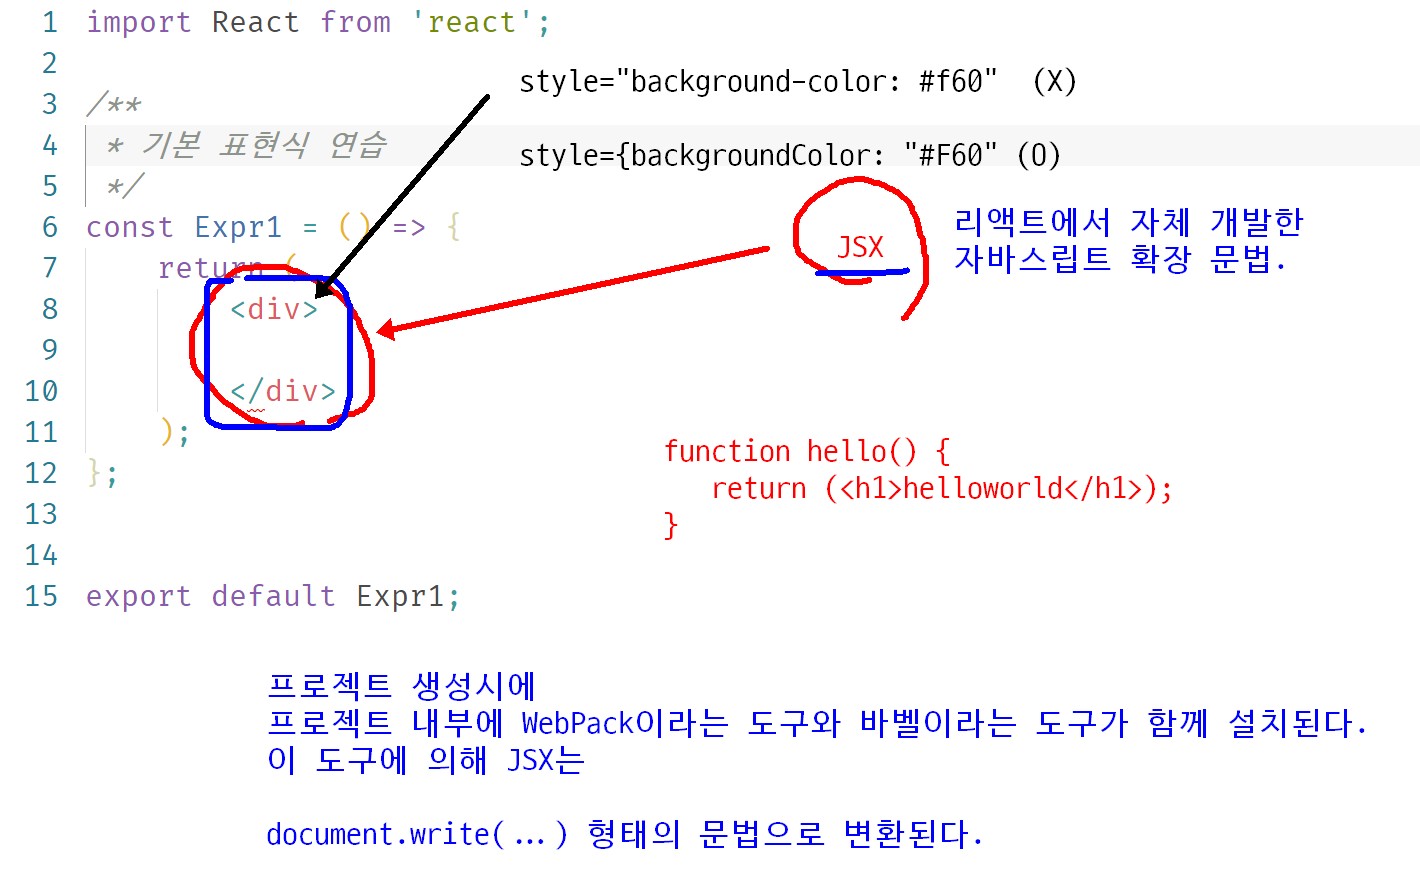 1 import React from 'react';
2
style="background-color: #f60" (X)
3 /**
4 * 기본 표현식 연습
style={backgroundColor: "#F60" (O)
5 */
6 const Expr1 = () => {
JSX
리액트에서 자체 개발한
자바스립트 확장 문법.
7 return (
8 <div>
9
10 </div>
11 );
12 };
function hello() {
return (<h1>helloworld</h1>);
}
13
14
15 export default Expr1;
프로젝트 생성시에
프로젝트 내부에 WebPack이라는 도구와 바벨이라는 도구가 함께 설치된다.
이 도구에 의해 JSX는
document.write(...) 형태의 문법으로 변환된다.